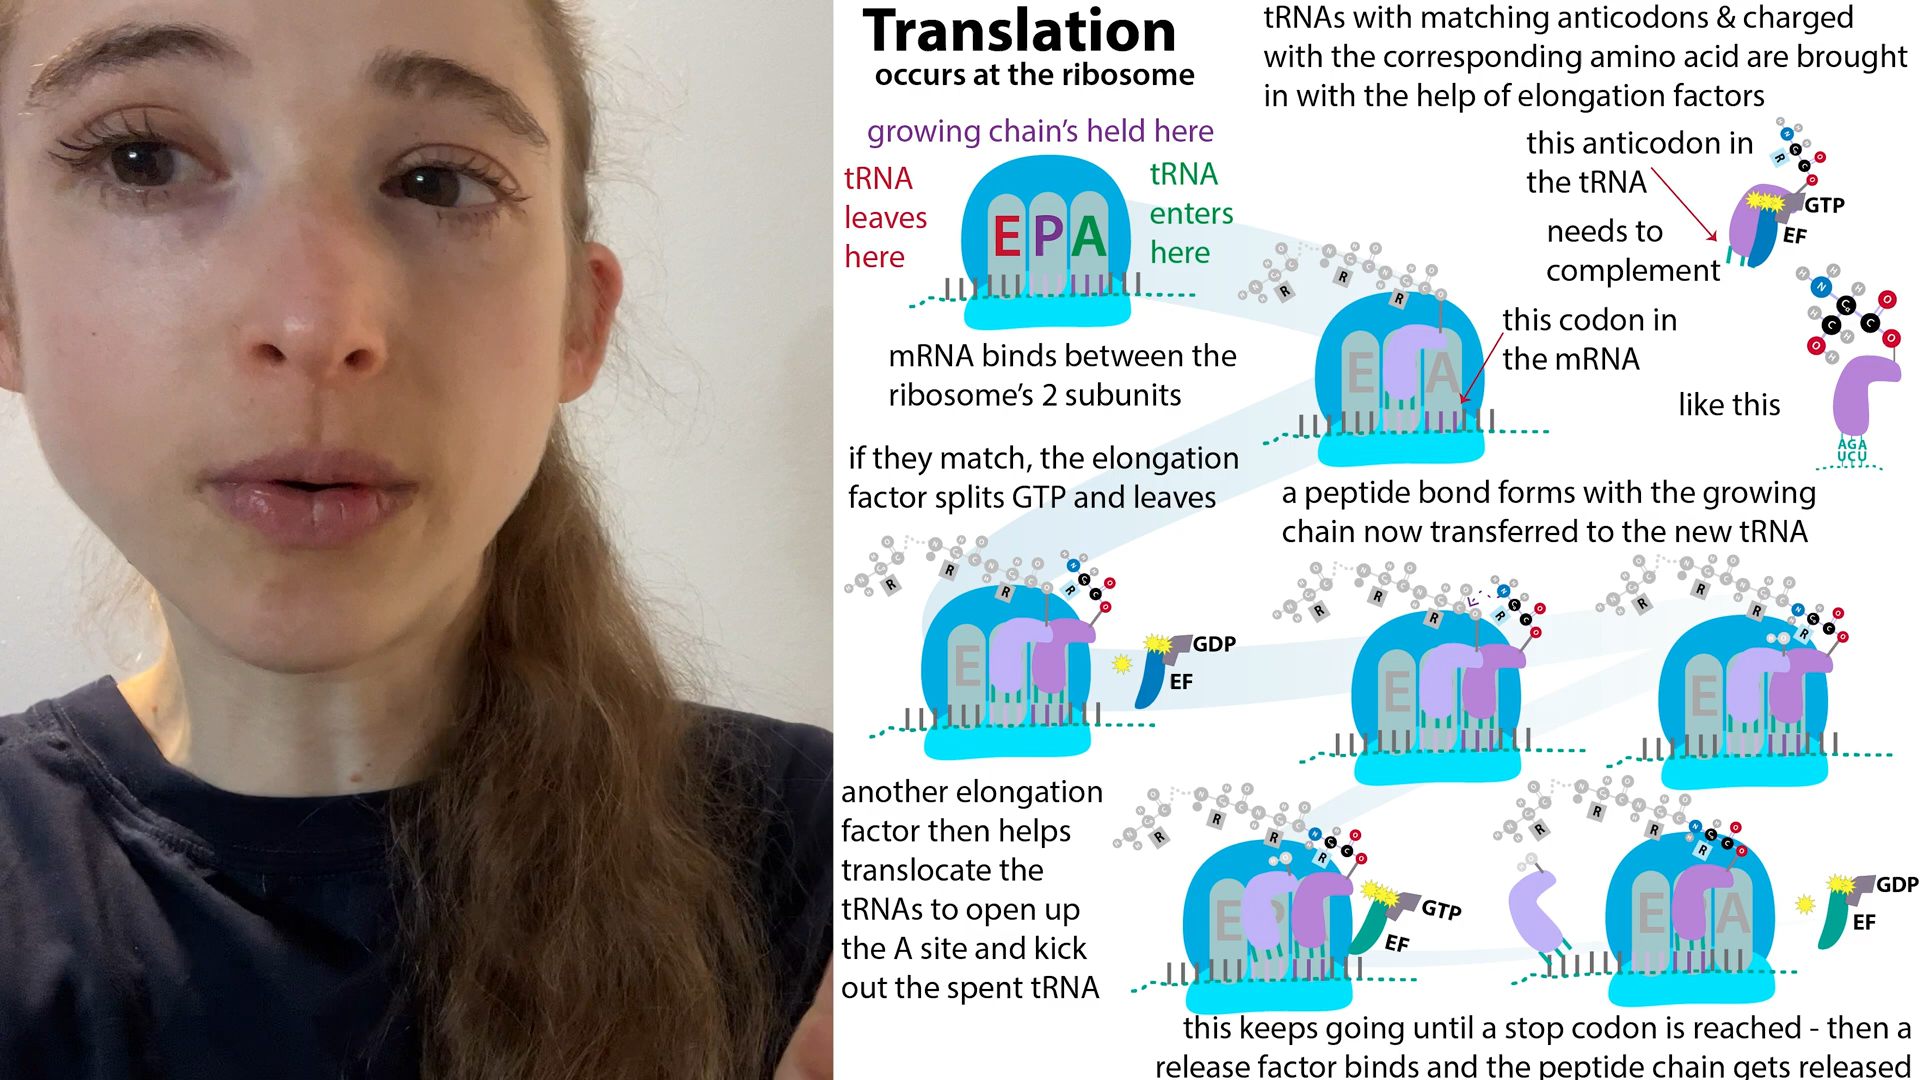 Translation
occurs at the ribosome
growing chain's held here
tRNA
leaves
here
E P A
tRNA
enters
here
mRNA binds between the
ribosome's 2 subunits
tRNAs with matching anticodons & charged
with the corresponding amino acid are brought
in with the help of elongation factors
this anticodon in
the tRNA
GTP
EF
needs to
complement
this codon in
the mRNA
E A
R R R
like this
AGA
UCU
if they match, the elongation
factor splits GTP and leaves
R R R R
E
GDP
EF
a peptide bond forms with the growing
chain now transferred to the new tRNA
R R R R
E
R R R R
E
another elongation
factor then helps
translocate the
tRNAs to open up
the A site and kick
out the spent tRNA
R R R R
E P
GTP
EF
R R R
E A
GDP
EF
this keeps going until a stop codon is reached - then a
release factor binds and the peptide chain gets released